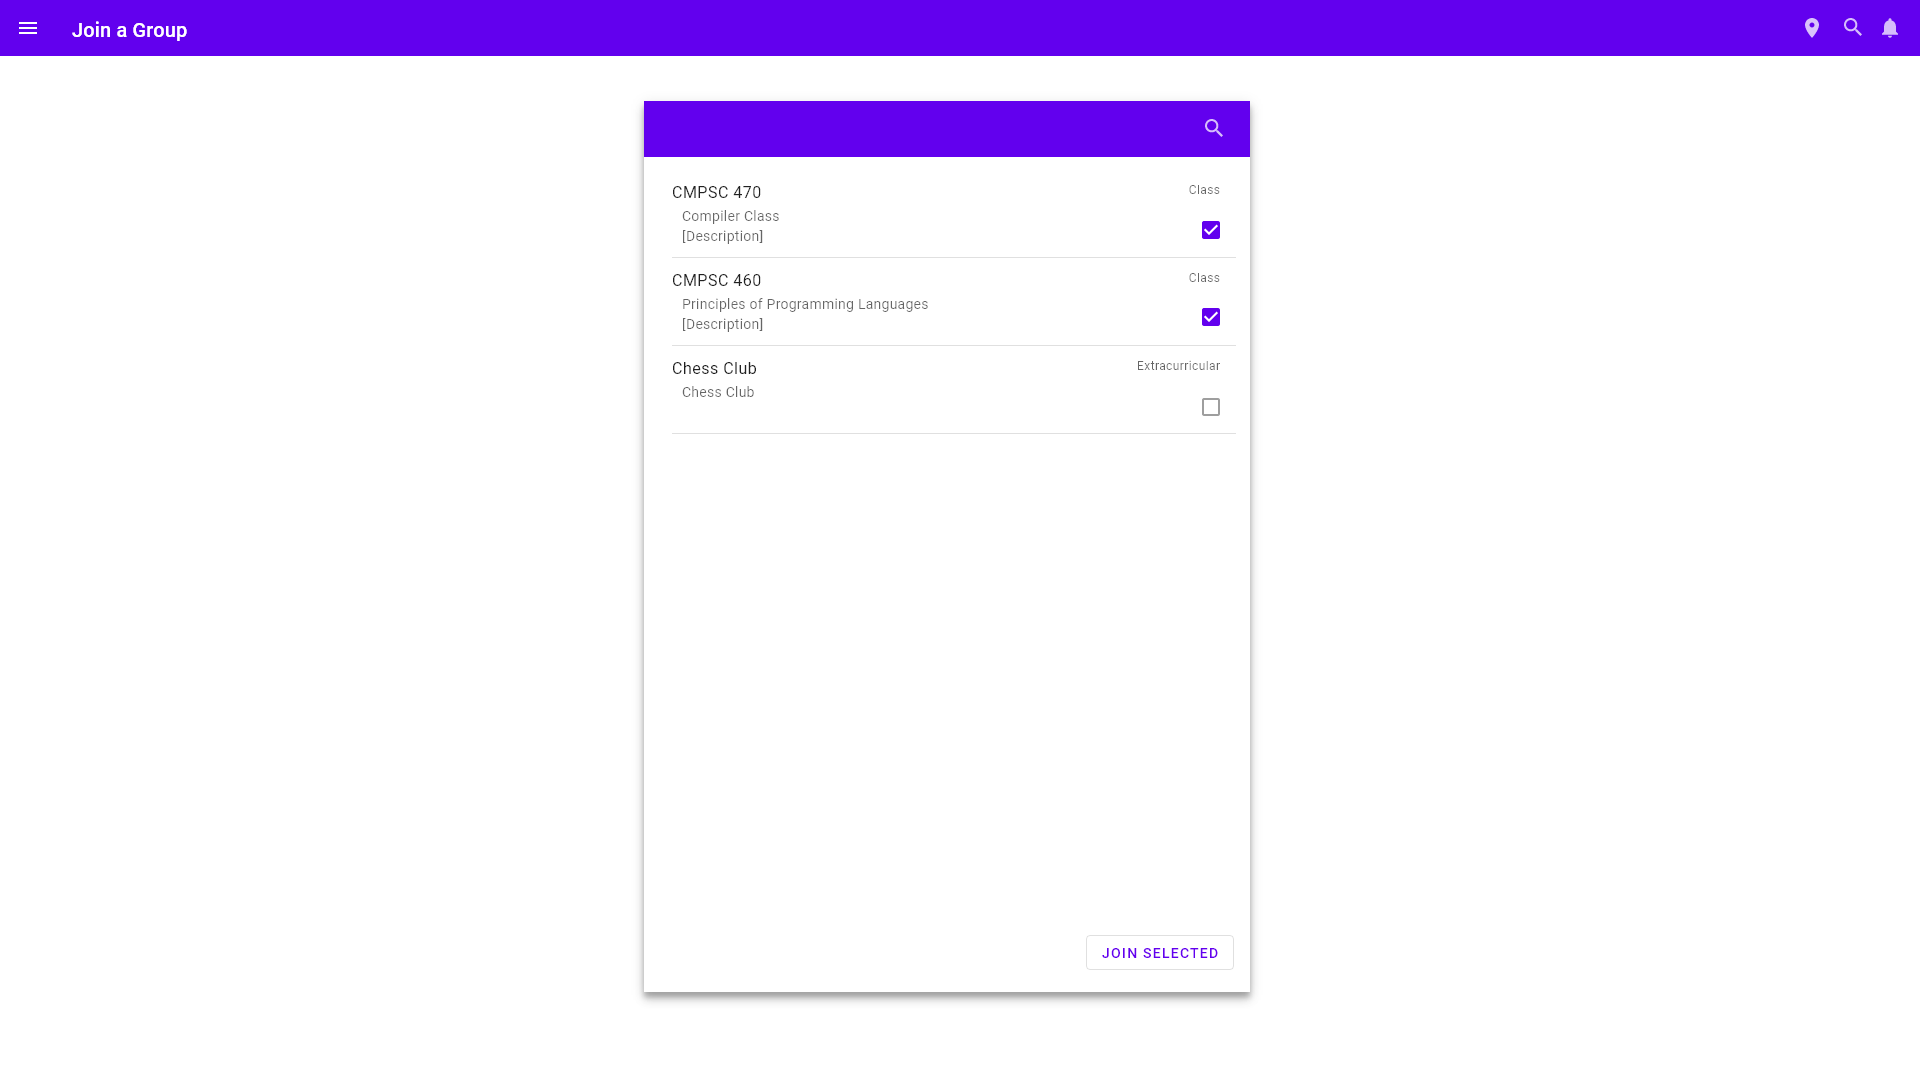 Join a Group
CMPSC 470
Class
Compiler Class
[Description]
CMPSC 460
Class
Principles of Programming Languages
[Description]
Chess Club
Extracurricular
Chess Club
JOIN SELECTED